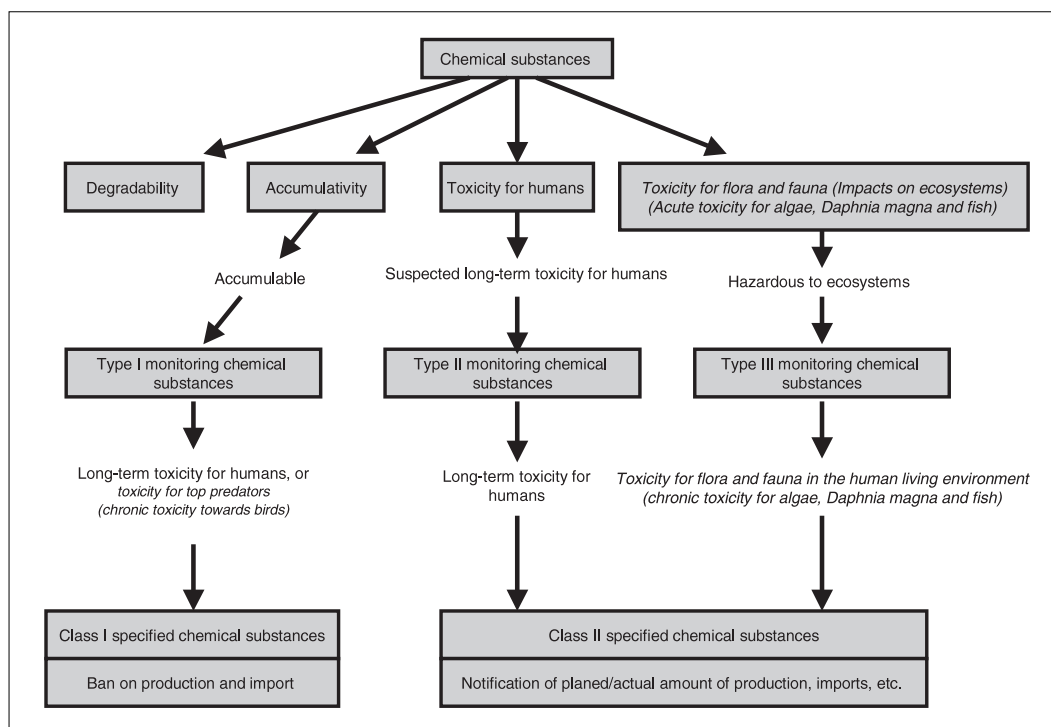 Chemical substances
Degradability
Accumulativity
Toxicity for humans
Toxicity for flora and fauna (Impacts on ecosystems)
(Acute toxicity for algae, Daphnia magna and fish)
Accumulable
Suspected long-term toxicity for humans
Hazardous to ecosystems
Type I monitoring chemical
substances
Type II monitoring chemical
substances
Type III monitoring chemical
substances
Long-term toxicity for humans, or
toxicity for top predators
(chronic toxicity towards birds)
Long-term toxicity for
humans
Toxicity for flora and fauna in the human living environment
(chronic toxicity for algae, Daphnia magna and fish)
Class I specified chemical substances
Ban on production and import
Class II specified chemical substances
Notification of planed/actual amount of production, imports, etc.